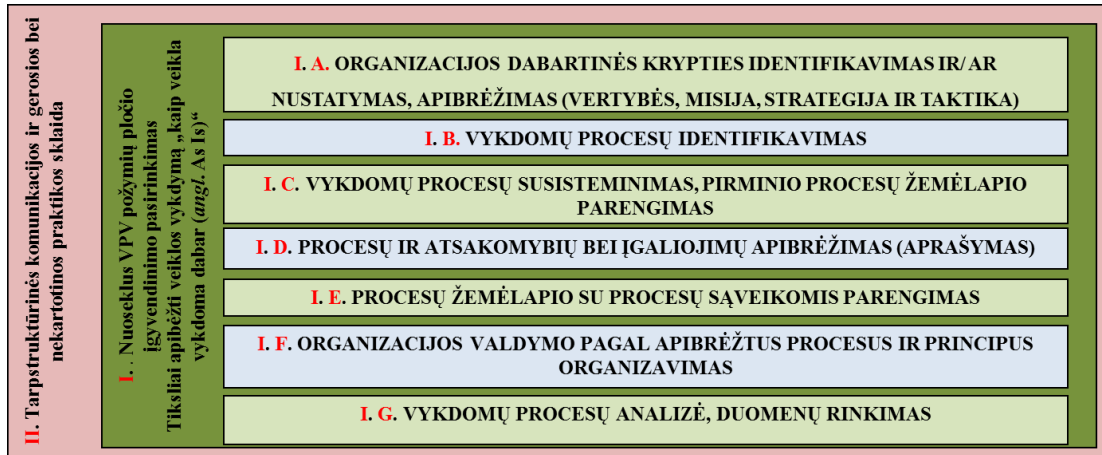 II. Tarpstruktūrinės komunikacijos ir gerosios bei
nekartotinos praktikos sklaida
I. . Nuoseklus VPV požymių pločio
įgyvendinimo pasirinkimas
Tiksliai apibėžti veiklos vykdymą „kaip veikla
vykdoma dabar (angl. As Is)“
I. A. ORGANIZACIJOS DABARTINĖS KRYPTIES IDENTIFIKAVIMAS IR/ AR
NUSTATYMAS, APIBRĖŽIMAS (VERTYBĖS, MISIJA, STRATEGIJA IR TAKTIKA)
I. B. VYKDOMŲ PROCESŲ IDENTIFIKAVIMAS
I. C. VYKDOMŲ PROCESŲ SUSISTEMINIMAS, PIRMINIO PROCESŲ ŽEMĖLAPIO
PARENGIMAS
I. D. PROCESŲ IR ATSAKOMYBIŲ BEI ĮGALIOJIMŲ APIBRĖŽIMAS (APRAŠYMAS)
I. E. PROCESŲ ŽEMĖLAPIO SU PROCESŲ SĄVEIKOMIS PARENGIMAS
I. F. ORGANIZACIJOS VALDYMO PAGAL APIBRĖŽTUS PROCESUS IR PRINCIPUS
ORGANIZAVIMAS
I. G. VYKDOMŲ PROCESŲ ANALIZĖ, DUOMENŲ RINKIMAS